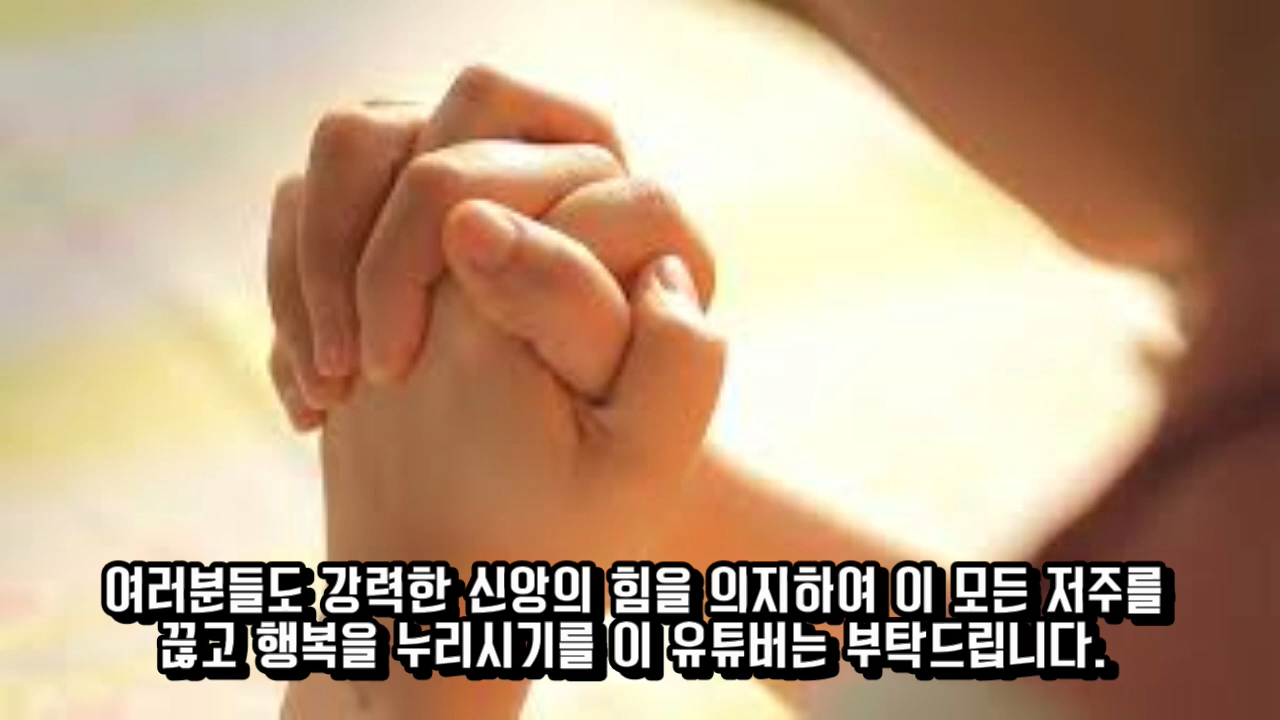 여러분들도 강력한 신앙의 힘을 의지하여 이 모든 저주를
끊고 행복을 누리시기를 이 유튜버는 부탁드립니다.